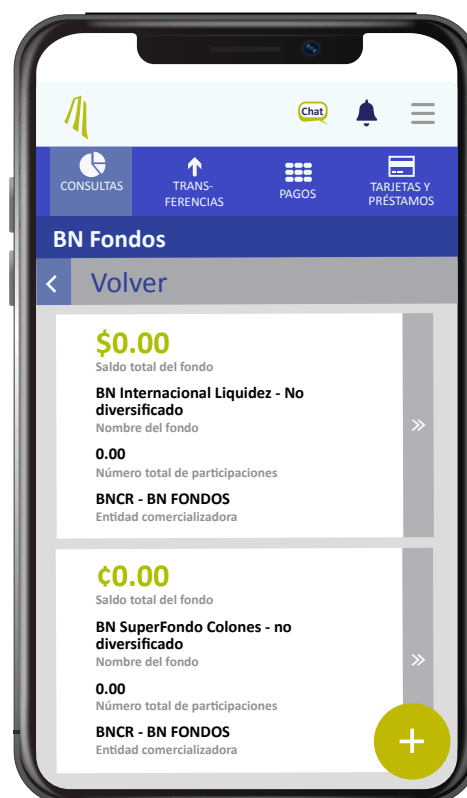 Chat
CONSULTAS
TRANS-
FERENCIAS
PAGOS
TARJETAS Y
PRÉSTAMOS
BN Fondos
Volver
$0.00
Saldo total del fondo
BN Internacional Liquidez - No
diversificado
Nombre del fondo
0.00
Número total de participaciones
BNCR - BN FONDOS
Entidad comercializadora
¢0.00
Saldo total del fondo
BN SuperFondo Colones - no
diversificado
Nombre del fondo
0.00
Número total de participaciones
BNCR - BN FONDOS
Entidad comercializadora